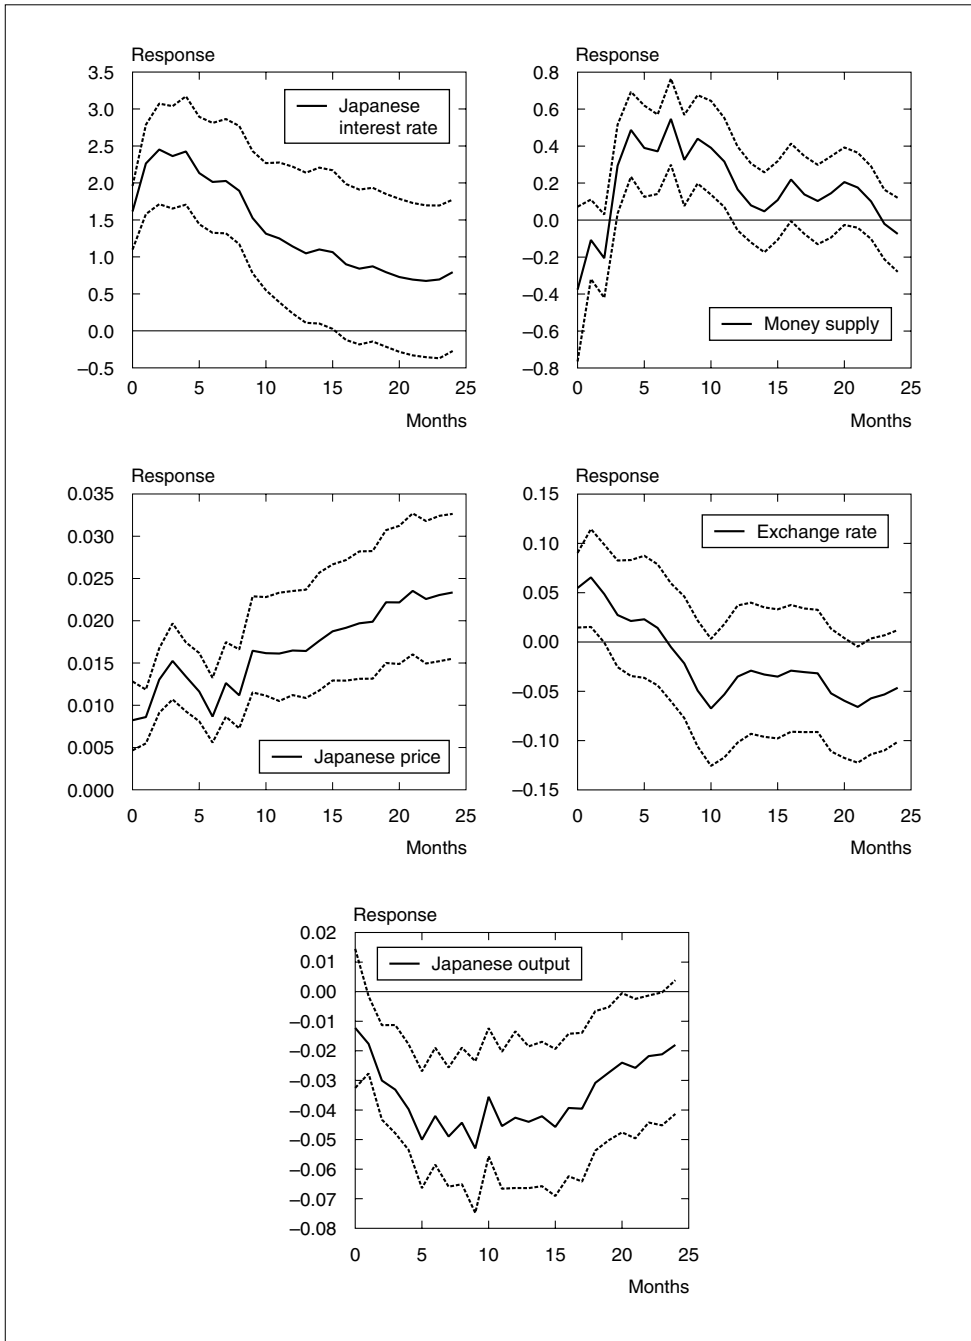 Response
3.5
3.0
2.5
2.0
1.5
1.0
0.5
0.0
–0.5
Japanese
interest rate
0 5 10 15 20 25
Months
Response
0.8
0.6
0.4
0.2
0.0
–0.2
–0.4
–0.6
–0.8
Money supply
0 5 10 15 20 25
Months
Response
0.035
0.030
0.025
0.020
0.015
0.010
0.005
0.000
Japanese price
0 5 10 15 20 25
Months
Response
0.15
0.10
0.05
0.00
–0.05
–0.10
–0.15
Exchange rate
0 5 10 15 20 25
Months
Response
0.02
0.01
0.00
–0.01
–0.02
–0.03
–0.04
–0.05
–0.06
–0.07
–0.08
Japanese output
0 5 10 15 20 25
Months